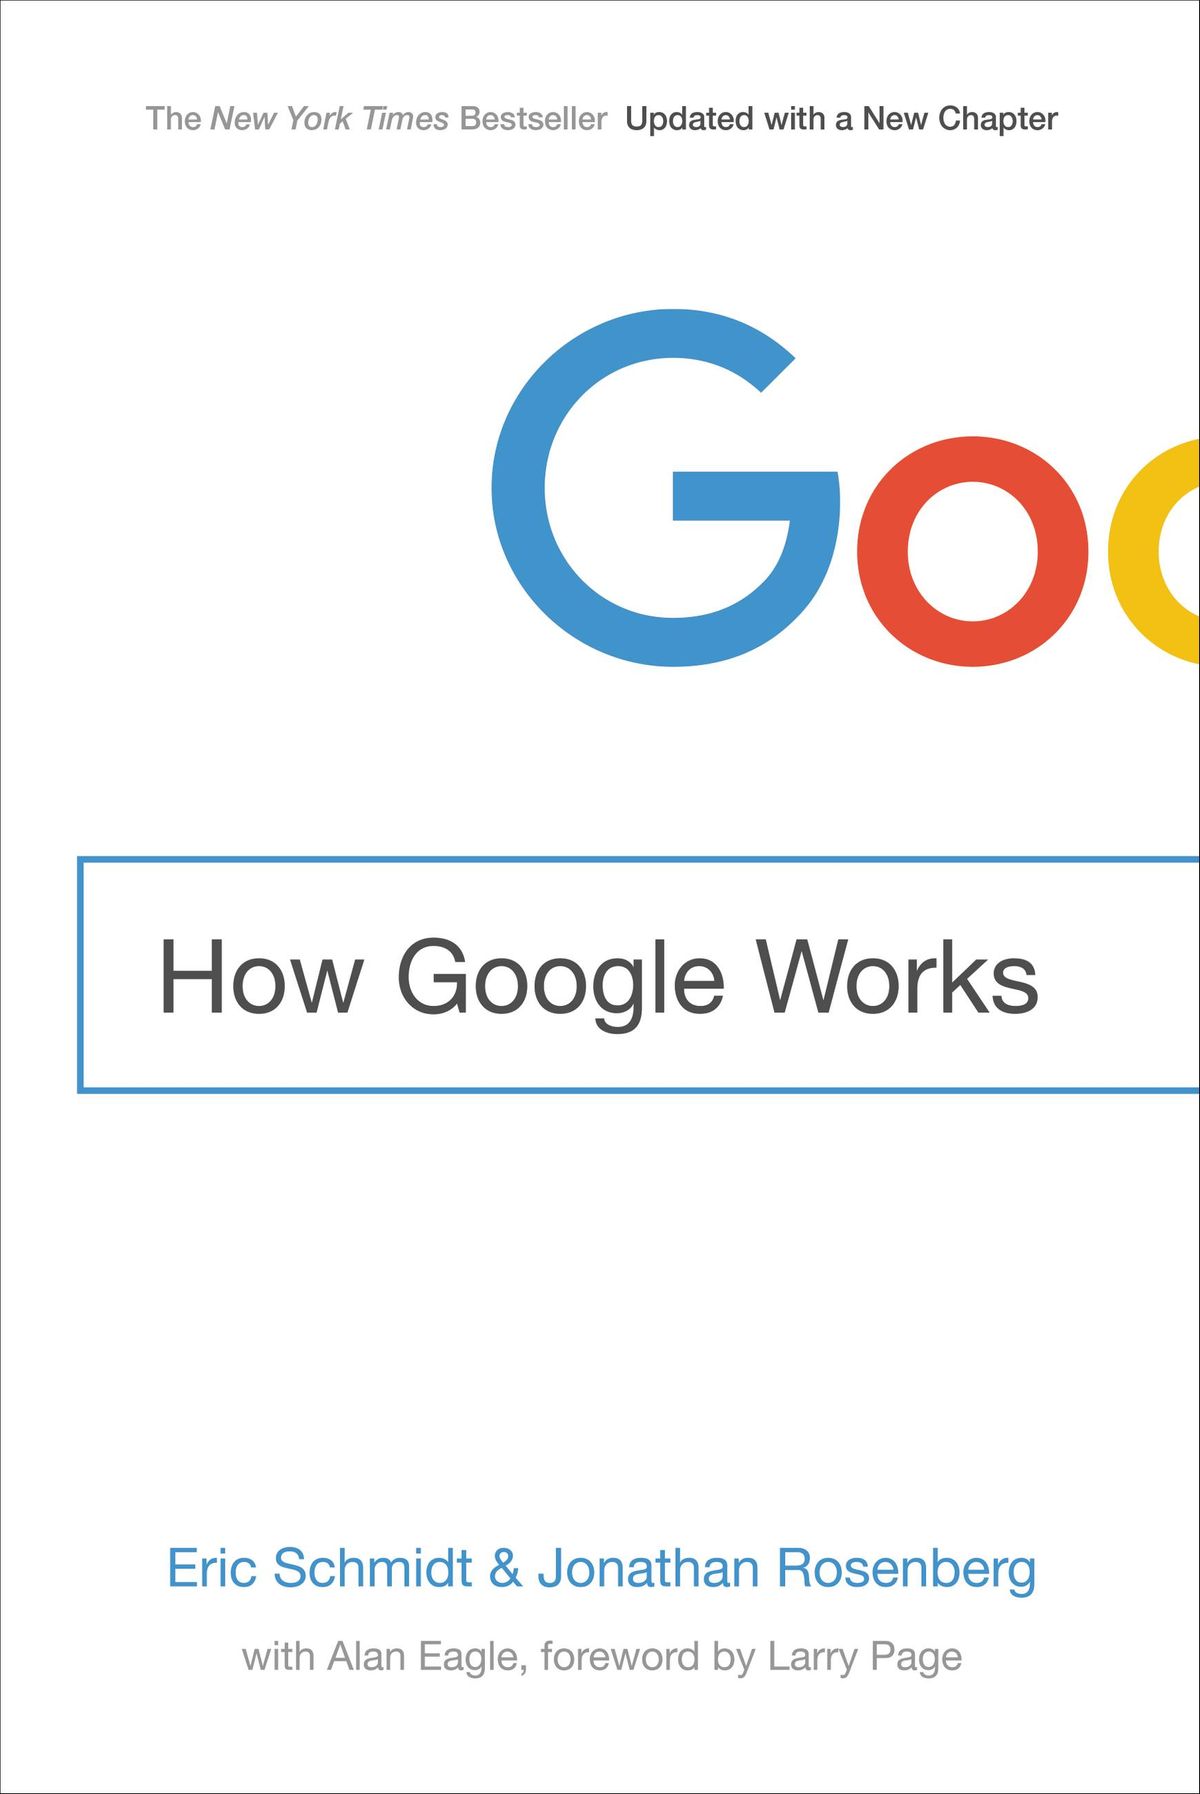 The New York Times Bestseller Updated with a New Chapter
Goo
How Google Works
Eric Schmidt & Jonathan Rosenberg
with Alan Eagle, foreword by Larry Page